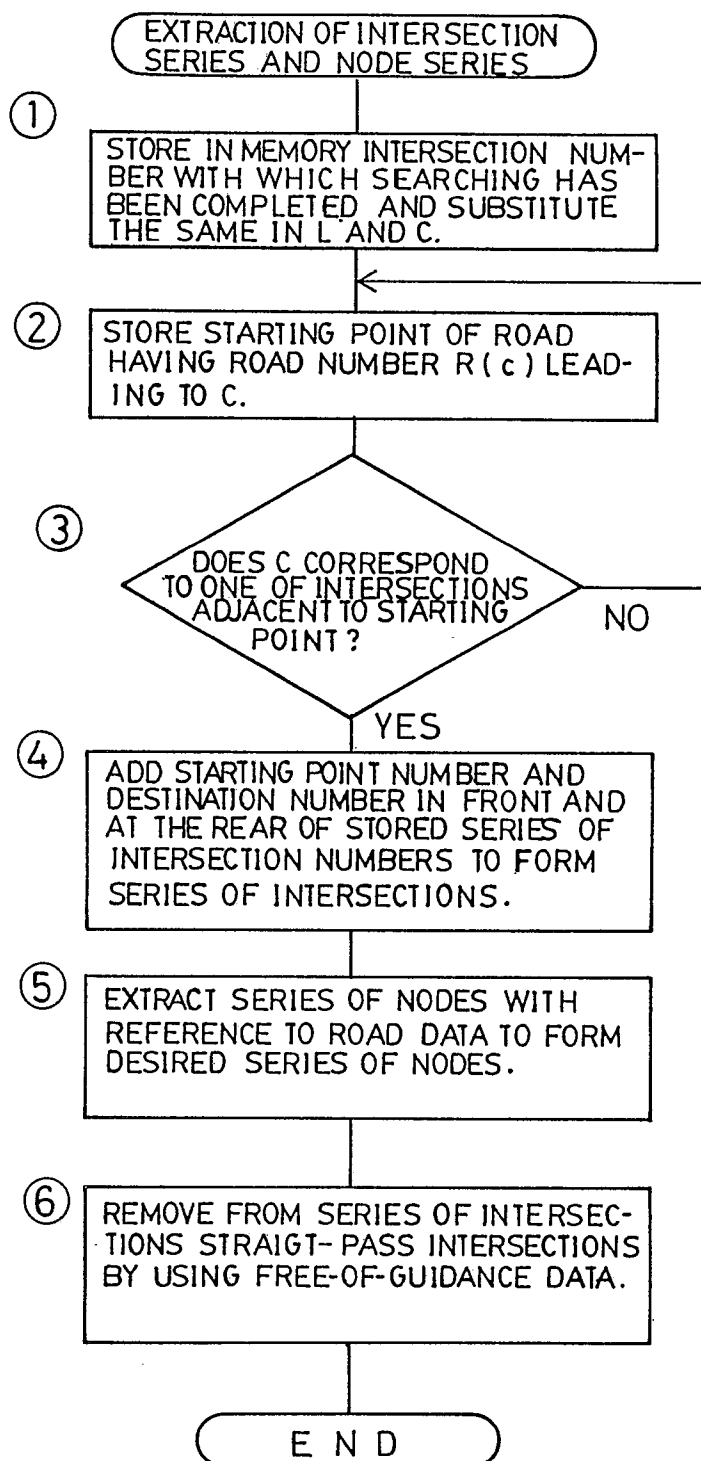 EXTRACTION OF INTERSECTION
SERIES AND NODE SERIES
①
STORE IN MEMORY INTERSECTION NUM-
BER WITH WHICH SEARCHING HAS
BEEN COMPLETED AND SUBSTITUTE
THE SAME IN L AND C.
②
STORE STARTING POINT OF ROAD
HAVING ROAD NUMBER R(c) LEAD-
ING TO C.
③
DOES C CORRESPOND
TO ONE OF INTERSECTIONS
ADJACENT TO STARTING
POINT?
NO
YES
④
ADD STARTING POINT NUMBER AND
DESTINATION NUMBER IN FRONT AND
AT THE REAR OF STORED SERIES OF
INTERSECTION NUMBERS TO FORM
SERIES OF INTERSECTIONS.
⑤
EXTRACT SERIES OF NODES WITH
REFERENCE TO ROAD DATA TO FORM
DESIRED SERIES OF NODES.
⑥
REMOVE FROM SERIES OF INTERSEC-
TIONS STRAIGT-PASS INTERSECTIONS
BY USING FREE-OF-GUIDANCE DATA.
END